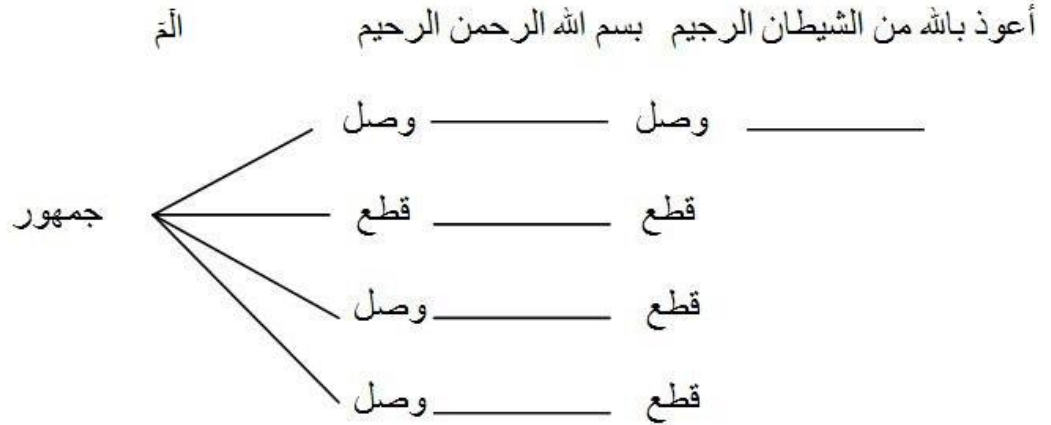 أعوذ بالله من الشيطان الرجيم بسم الله الرحمن الرحيم الَمَ
وصل وصل
قطع قطع جمهور
قطع وصل
قطع وصل